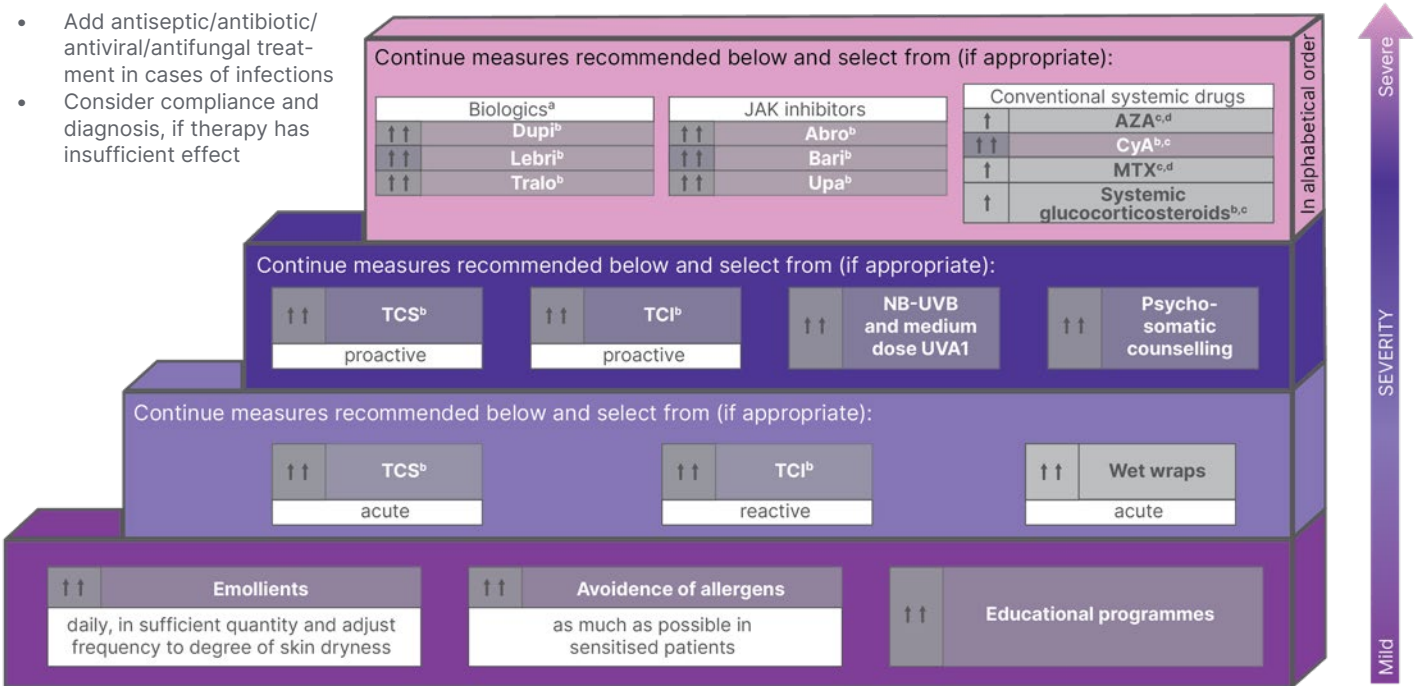 • Add antiseptic/antibiotic/
antiviral/antifungal treat-
ment in cases of infections
• Consider compliance and
diagnosis, if therapy has
insufficient effect
Continue measures recommended below and select from (if appropriate):
Biologicsᵃ
↑↑ Dupiᵇ
↑↑ Lebriᵇ
↑↑ Traloᵇ
JAK inhibitors
↑↑ Abroᵇ
↑↑ Bariᵇ
↑↑ Upaᵇ
Conventional systemic drugs
↑ AZAᶜ,ᵈ
↑↑ CyAᵇ,ᶜ
↑ MTXᶜ,ᵈ
↑ Systemic
glucocorticosteroidsᵇ,ᶜ
In alphabetical order
Continue measures recommended below and select from (if appropriate):
↑↑ TCSᵇ
proactive
↑↑ TCIᵇ
proactive
↑↑ NB-UVB
and medium
dose UVA1
↑↑ Psycho-
somatic
counselling
Continue measures recommended below and select from (if appropriate):
↑↑ TCSᵇ
acute
↑↑ TCIᵇ
reactive
↑↑ Wet wraps
acute
↑↑ Emollients
daily, in sufficient quantity and adjust
frequency to degree of skin dryness
↑↑ Avoidence of allergens
as much as possible in
sensitised patients
↑↑ Educational programmes
Severe
SEVERITY
Mild